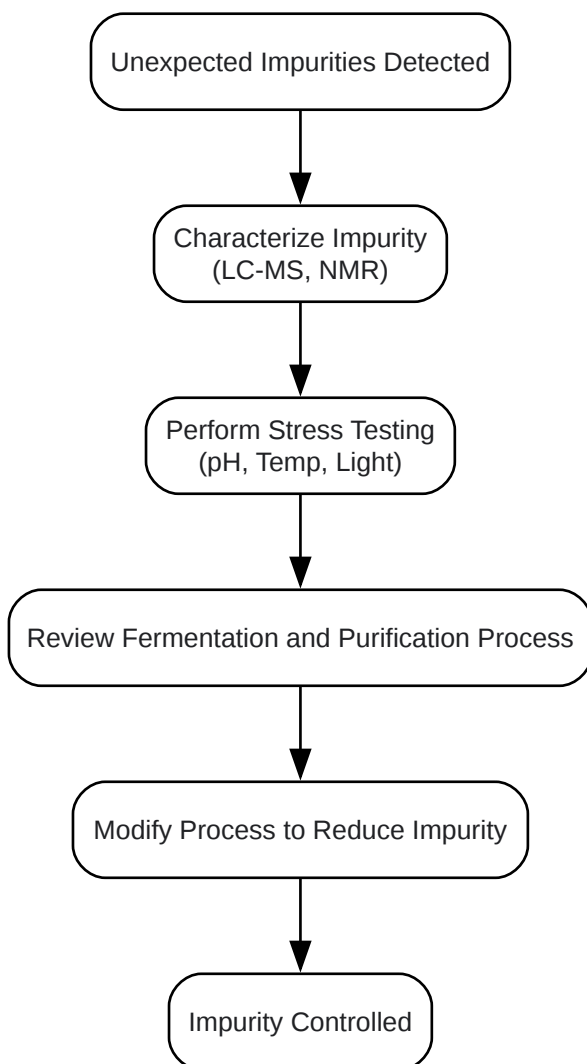 Unexpected Impurities Detected
Characterize Impurity
(LC-MS, NMR)
Perform Stress Testing
(pH, Temp, Light)
Review Fermentation and Purification Process
Modify Process to Reduce Impurity
Impurity Controlled